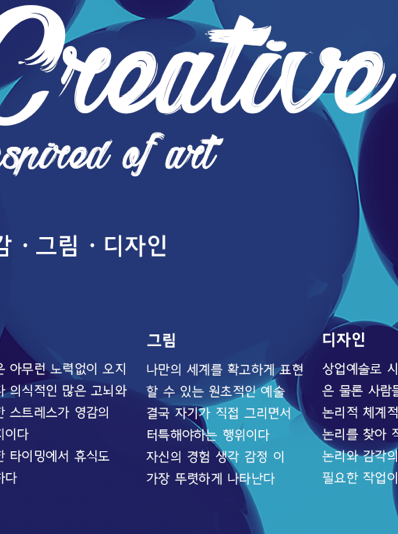 Creative
nspired of art
감 · 그림 · 디자인
은 아무런 노력없이 오지
의식적인 많은 고뇌와
한 스트레스가 영감의
지이다
한 타이밍에서 휴식도
하다
그림
나만의 세계를 확고하게 표현
할 수 있는 원초적인 예술
결국 자기가 직접 그리면서
터득해야하는 행위이다
자신의 경험 생각 감정 이
가장 뚜렷하게 나타난다
디자인
상업예술로 시
은 물론 사람들
논리적 체계적
논리를 찾아
논리와 감각의
필요한 작업이